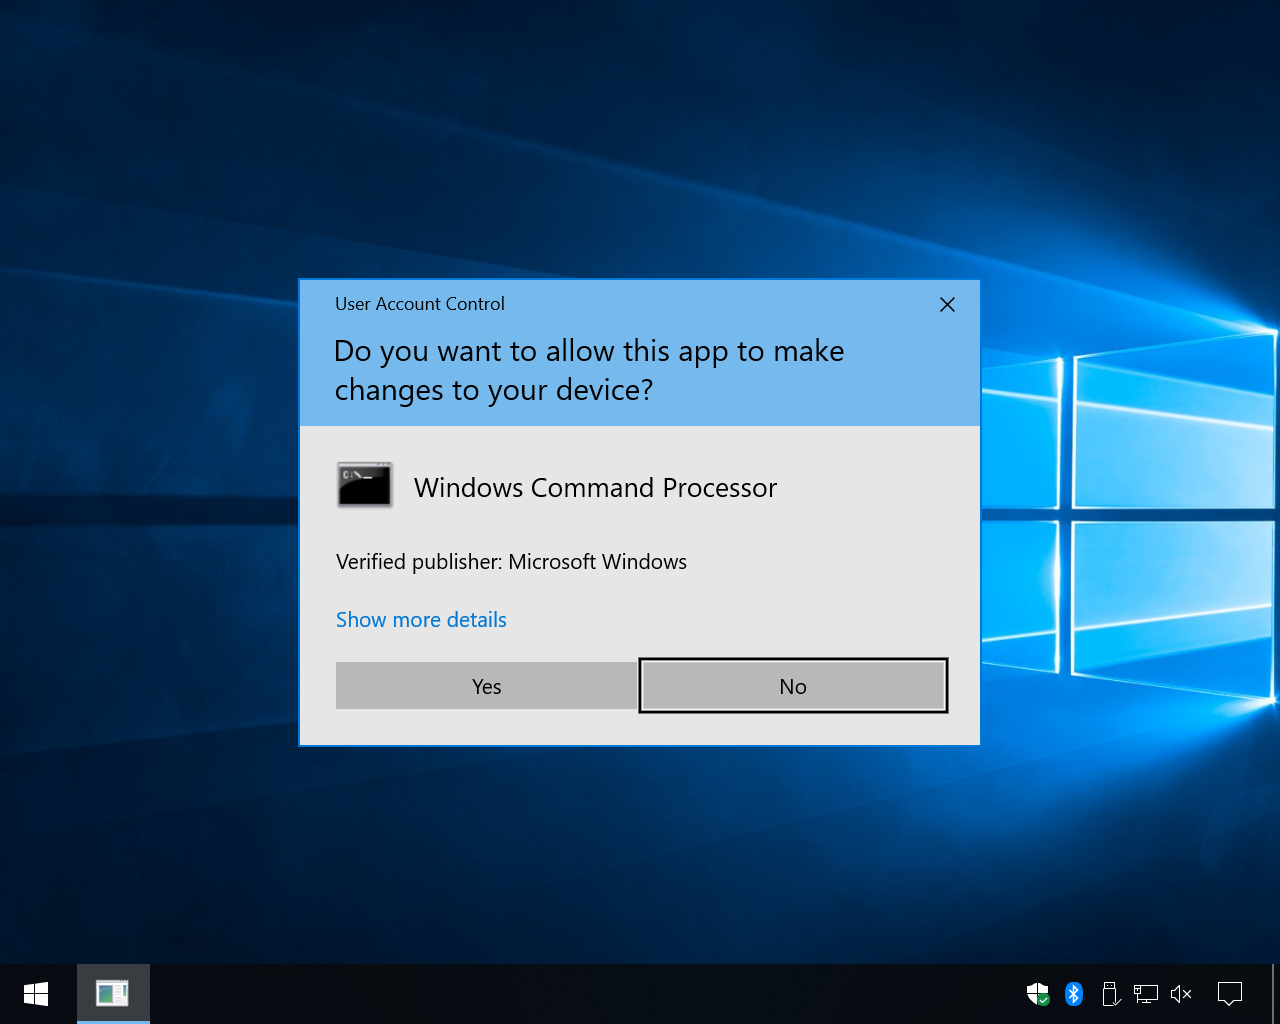 User Account Control
Do you want to allow this app to make
changes to your device?
C:\_
Windows Command Processor
Verified publisher: Microsoft Windows
Show more details
Yes
No